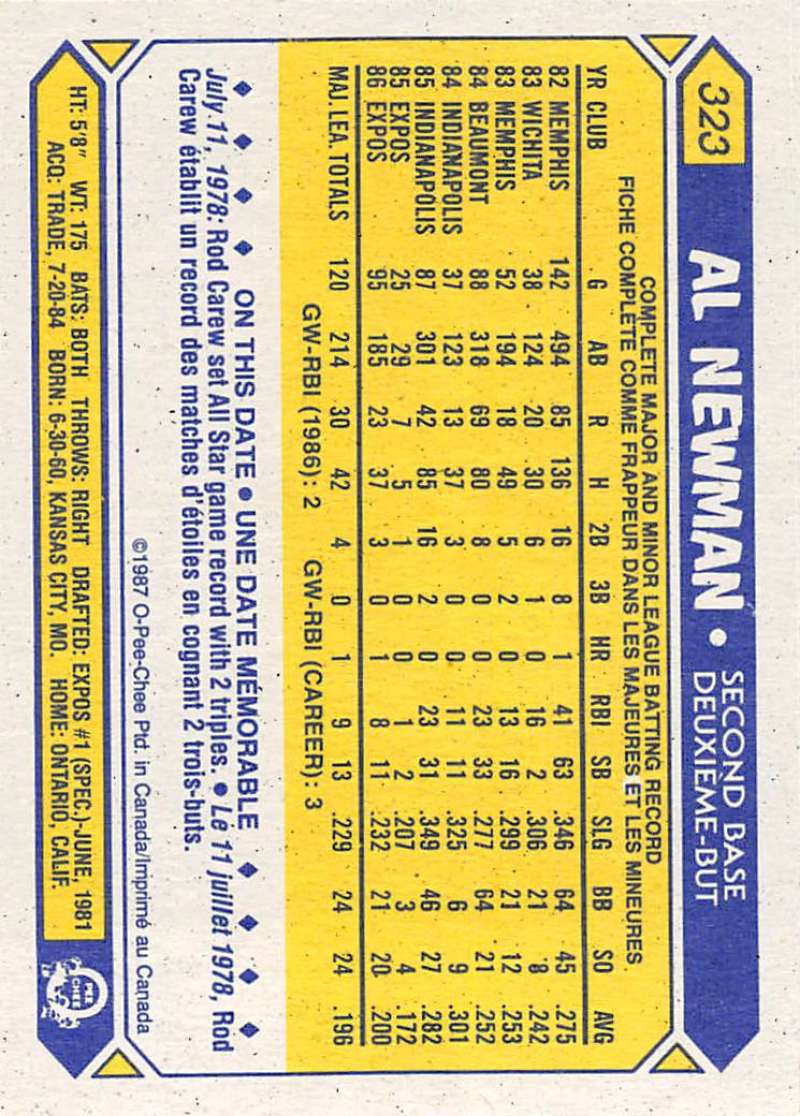 323
AL NEWMAN • SECOND BASE
DEUXIÈME-BUT
COMPLETE MAJOR AND MINOR LEAGUE BATTING RECORD
FICHE COMPLÈTE COMME FRAPPEUR DANS LES MAJEURES ET LES MINEURES
YR CLUB G AB R H 2B 3B HR RBI SB SLG BB SO AVG
82 MEMPHIS 142 494 85 136 16 8 1 41 63 .346 64 45 .275
83 WICHITA 38 124 20 30 6 1 0 16 2 .306 21 8 .242
83 MEMPHIS 52 194 18 49 5 2 0 13 16 .299 21 12 .253
84 BEAUMONT 88 318 69 80 8 0 0 23 33 .277 64 21 .252
84 INDIANAPOLIS 37 123 13 37 3 0 0 11 11 .325 6 9 .301
85 INDIANAPOLIS 87 301 42 85 16 2 0 23 31 .349 46 27 .282
85 EXPOS 25 29 7 5 1 0 0 1 2 .207 3 4 .172
86 EXPOS 95 185 23 37 3 0 1 8 11 .232 21 20 .200
MAJ. LEA. TOTALS 120 214 30 42 4 0 1 9 13 .229 24 24 .196
GW-RBI (1986): 2 GW-RBI (CAREER): 3
ON THIS DATE • UNE DATE MÉMORABLE
July 11, 1978: Rod Carew set All Star game record with 2 triples. • Le 11 juillet 1978, Rod
Carew établit un record des matches d'étoiles en cognant 2 trois-buts.
©1987 O-Pee-Chee Ptd. in Canada/Imprimé au Canada
HT: 5'8" WT: 175 BATS: BOTH THROWS: RIGHT DRAFTED: EXPOS #1 (SPEC.)-JUNE, 1981
ACQ: TRADE, 7-20-84 BORN: 6-30-60, KANSAS CITY, MO. HOME: ONTARIO, CALIF.
O
PEE
CHEE